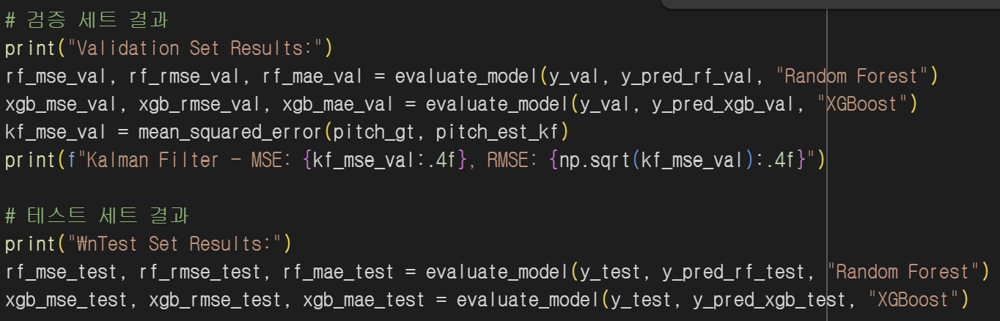 # 검증 세트 결과
print("Validation Set Results:")
rf_mse_val, rf_rmse_val, rf_mae_val = evaluate_model(y_val, y_pred_rf_val, "Random Forest")
xgb_mse_val, xgb_rmse_val, xgb_mae_val = evaluate_model(y_val, y_pred_xgb_val, "XGBoost")
kf_mse_val = mean_squared_error(pitch_gt, pitch_est_kf)
print(f"Kalman Filter - MSE: {kf_mse_val:.4f}, RMSE: {np.sqrt(kf_mse_val):.4f}")
# 테스트 세트 결과
print("₩nTest Set Results:")
rf_mse_test, rf_rmse_test, rf_mae_test = evaluate_model(y_test, y_pred_rf_test, "Random Forest")
xgb_mse_test, xgb_rmse_test, xgb_mae_test = evaluate_model(y_test, y_pred_xgb_test, "XGBoost")